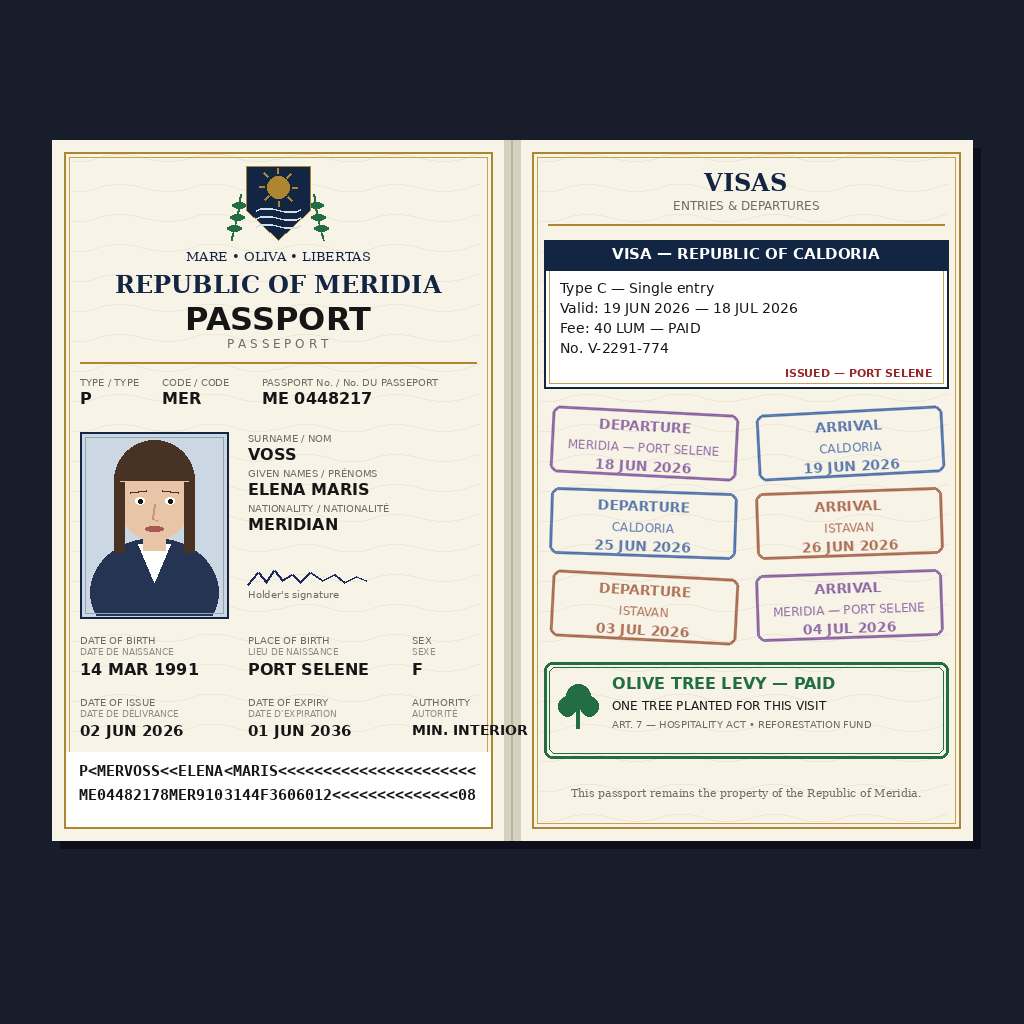 MARE • OLIVA • LIBERTAS
REPUBLIC OF MERIDIA
PASSPORT
PASSEPORT
TYPE / TYPE CODE / CODE PASSPORT No. / No. DU PASSEPORT
P MER ME 0448217
SURNAME / NOM
VOSS
GIVEN NAMES / PRÉNOMS
ELENA MARIS
NATIONALITY / NATIONALITÉ
MERIDIAN
Holder's signature
DATE OF BIRTH PLACE OF BIRTH SEX
DATE DE NAISSANCE LIEU DE NAISSANCE SEXE
14 MAR 1991 PORT SELENE F
DATE OF ISSUE DATE OF EXPIRY AUTHORITY
DATE DE DÉLIVRANCE DATE D'EXPIRATION AUTORITÉ
02 JUN 2026 01 JUN 2036 MIN. INTERIOR
P<MERVOSS<<ELENA<MARIS<<<<<<<<<<<<<<<<<<<<<<
ME04482178MER9103144F3606012<<<<<<<<<<<<<<08
VISAS
ENTRIES & DEPARTURES
VISA — REPUBLIC OF CALDORIA
Type C — Single entry
Valid: 19 JUN 2026 — 18 JUL 2026
Fee: 40 LUM — PAID
No. V-2291-774
ISSUED — PORT SELENE
DEPARTURE
MERIDIA — PORT SELENE
18 JUN 2026
ARRIVAL
CALDORIA
19 JUN 2026
DEPARTURE
CALDORIA
25 JUN 2026
ARRIVAL
ISTAVAN
26 JUN 2026
DEPARTURE
ISTAVAN
03 JUL 2026
ARRIVAL
MERIDIA — PORT SELENE
04 JUL 2026
OLIVE TREE LEVY — PAID
ONE TREE PLANTED FOR THIS VISIT
ART. 7 — HOSPITALITY ACT • REFORESTATION FUND
This passport remains the property of the Republic of Meridia.